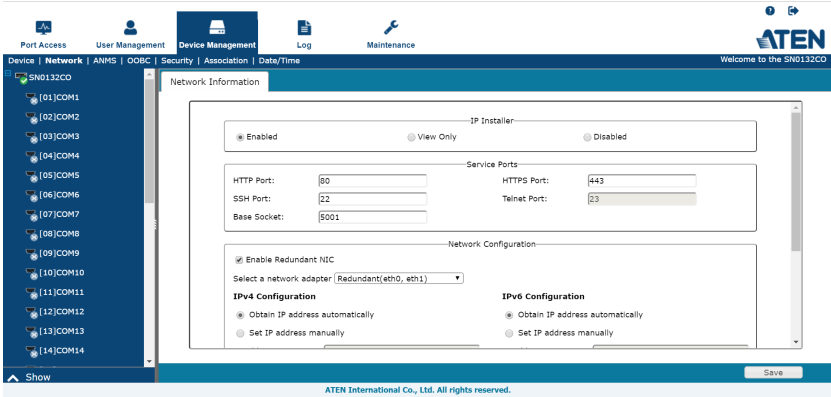 Port Access
User Management
Device Management
Log
Maintenance
ATEN
Device | Network | ANMS | OOBC | Security | Association | Date/Time
Welcome to the SN0132CO
SN0132CO
[01]COM1
[02]COM2
[03]COM3
[04]COM4
[05]COM5
[06]COM6
[07]COM7
[08]COM8
[09]COM9
[10]COM10
[11]COM11
[12]COM12
[13]COM13
[14]COM14
Show
Network Information
IP Installer
Enabled
View Only
Disabled
Service Ports
HTTP Port: 80
HTTPS Port: 443
SSH Port: 22
Telnet Port: 23
Base Socket: 5001
Network Configuration
Enable Redundant NIC
Select a network adapter Redundant(eth0, eth1)
IPv4 Configuration
IPv6 Configuration
Obtain IP address automatically
Obtain IP address automatically
Set IP address manually
Set IP address manually
Save
ATEN International Co., Ltd. All rights reserved.